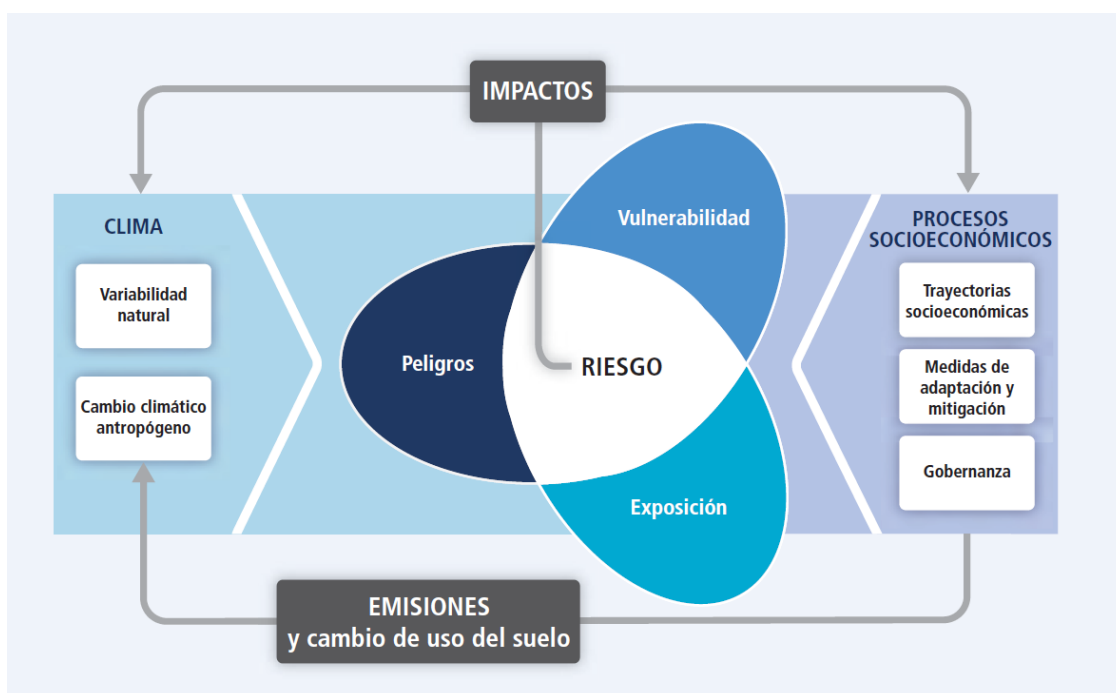 IMPACTOS
CLIMA
Variabilidad
natural
Cambio climático
antropógeno
Vulnerabilidad
Peligros
RIESGO
Exposición
PROCESOS
SOCIOECONÓMICOS
Trayectorias
socioeconómicas
Medidas de
adaptación y
mitigación
Gobernanza
EMISIONES
y cambio de uso del suelo